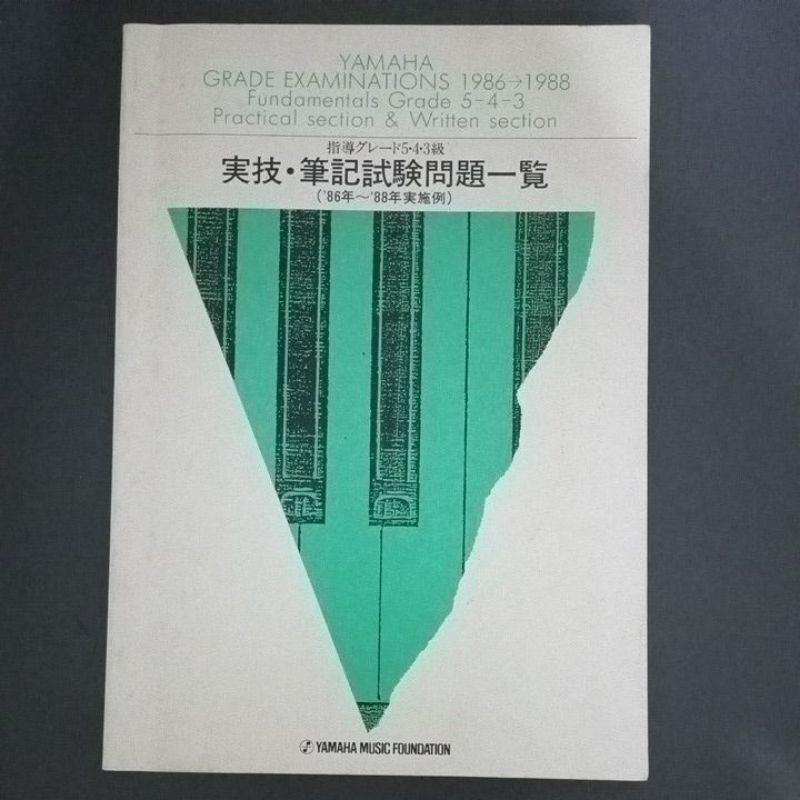 YAMAHA
GRADE EXAMINATIONS 1986→1988
Fundamentals Grade 5-4-3
Practical section & Written section
指導グレード5・4・3級
実技・筆記試験問題一覧
('86年～'88年実施例)
YAMAHA MUSIC FOUNDATION